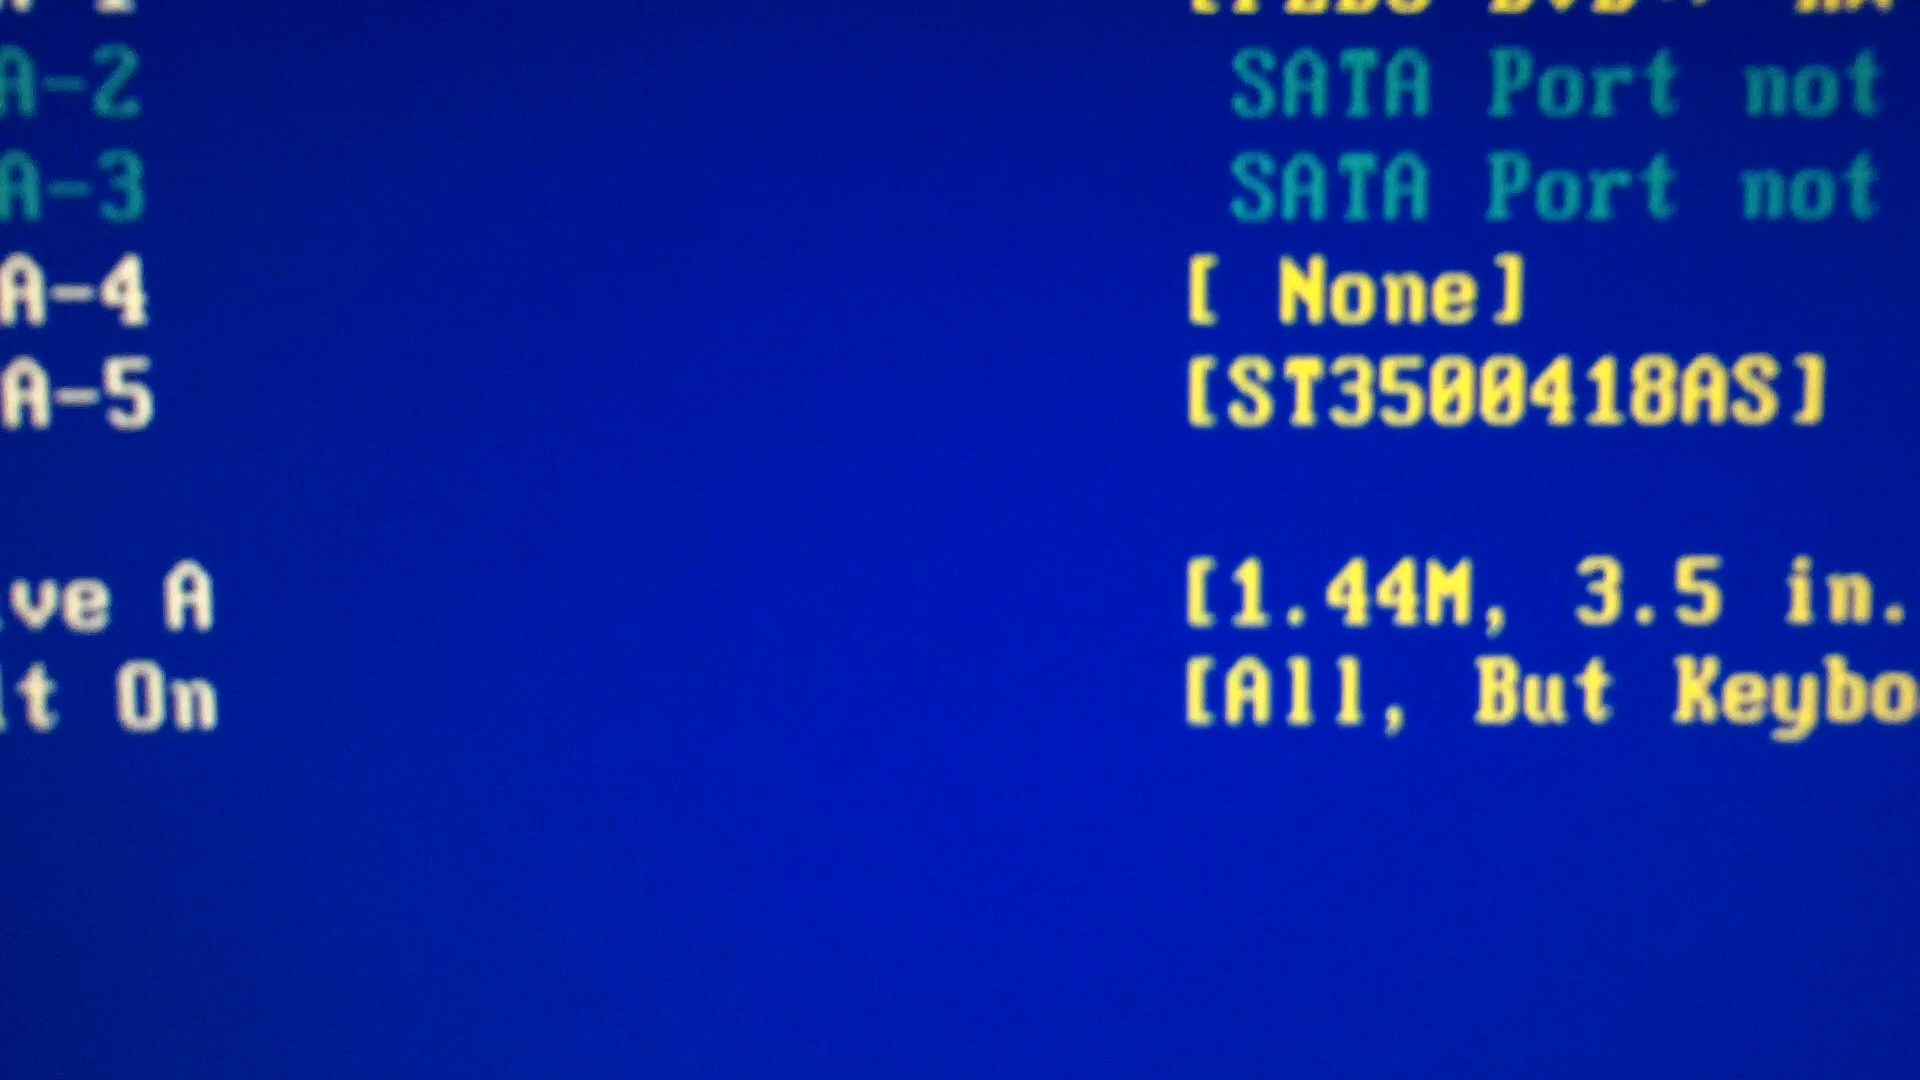 A-2 SATA Port not
A-3 SATA Port not
A-4 [ None]
A-5 [ST3500418AS]
ve A [1.44M, 3.5 in.
t On [All, But Keybo